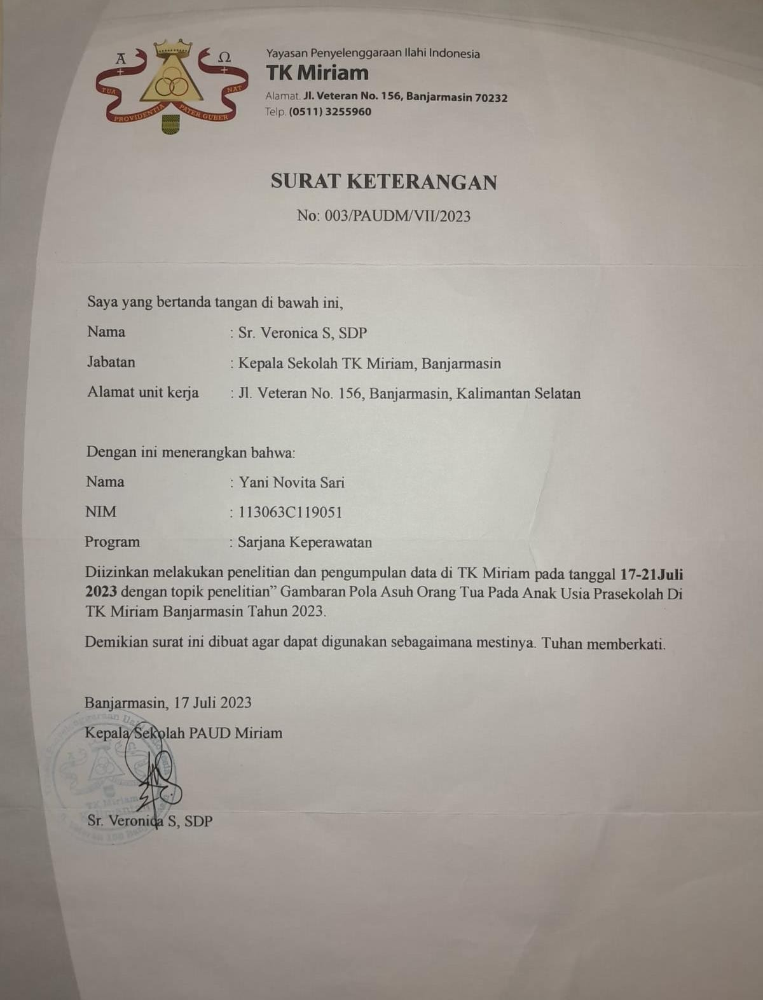 Α Ω
TUA PROVIDENTIA PATER GUBERNAT
Yayasan Penyelenggaraan Ilahi Indonesia
TK Miriam
Alamat. Jl. Veteran No. 156, Banjarmasin 70232
Telp. (0511) 3255960
SURAT KETERANGAN
No: 003/PAUDM/VII/2023
Saya yang bertanda tangan di bawah ini,
Nama : Sr. Veronica S, SDP
Jabatan : Kepala Sekolah TK Miriam, Banjarmasin
Alamat unit kerja : Jl. Veteran No. 156, Banjarmasin, Kalimantan Selatan
Dengan ini menerangkan bahwa:
Nama : Yani Novita Sari
NIM : 113063C119051
Program : Sarjana Keperawatan
Diizinkan melakukan penelitian dan pengumpulan data di TK Miriam pada tanggal 17-21Juli
2023 dengan topik penelitian” Gambaran Pola Asuh Orang Tua Pada Anak Usia Prasekolah Di
TK Miriam Banjarmasin Tahun 2023.
Demikian surat ini dibuat agar dapat digunakan sebagaimana mestinya. Tuhan memberkati.
Banjarmasin, 17 Juli 2023
Kepala Sekolah PAUD Miriam
TK Miriam
Sr. Veronica S, SDP